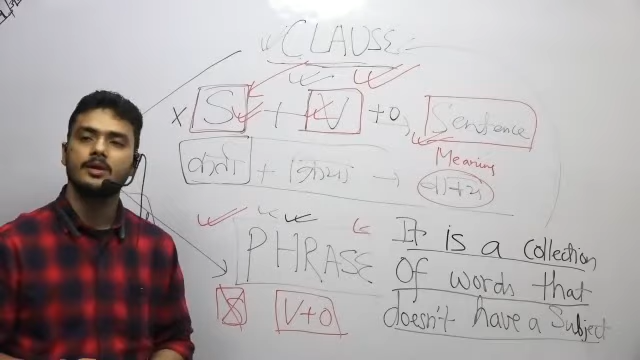 CLAUSE
× S + V + O → Sentence
Meaning
कर्ता + क्रिया → वाक्य
PHRASE
It is a collection
Of words that
doesn't have a Subject
S V+O